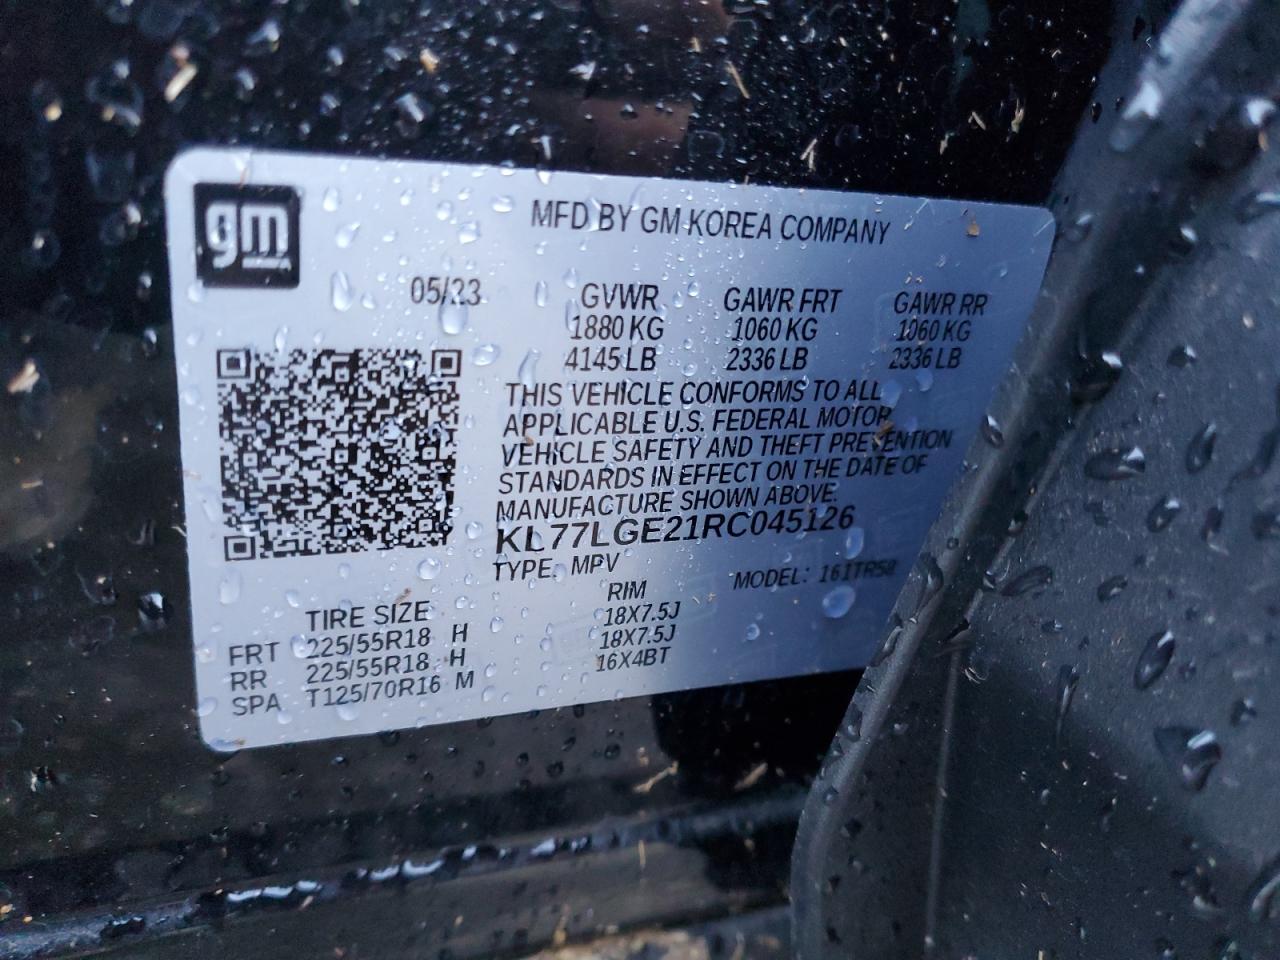 gm
MFD BY GM KOREA COMPANY
05/23 GVWR GAWR FRT GAWR RR
1880 KG 1060 KG 1060 KG
4145 LB 2336 LB 2336 LB
THIS VEHICLE CONFORMS TO ALL
APPLICABLE U.S. FEDERAL MOTOR
VEHICLE SAFETY AND THEFT PREVENTION
STANDARDS IN EFFECT ON THE DATE OF
MANUFACTURE SHOWN ABOVE.
KL77LGE21RC045126
TYPE: MPV MODEL: 161TR58
TIRE SIZE RIM
FRT 225/55R18 H 18X7.5J
RR 225/55R18 H 18X7.5J
SPA T125/70R16 M 16X4BT